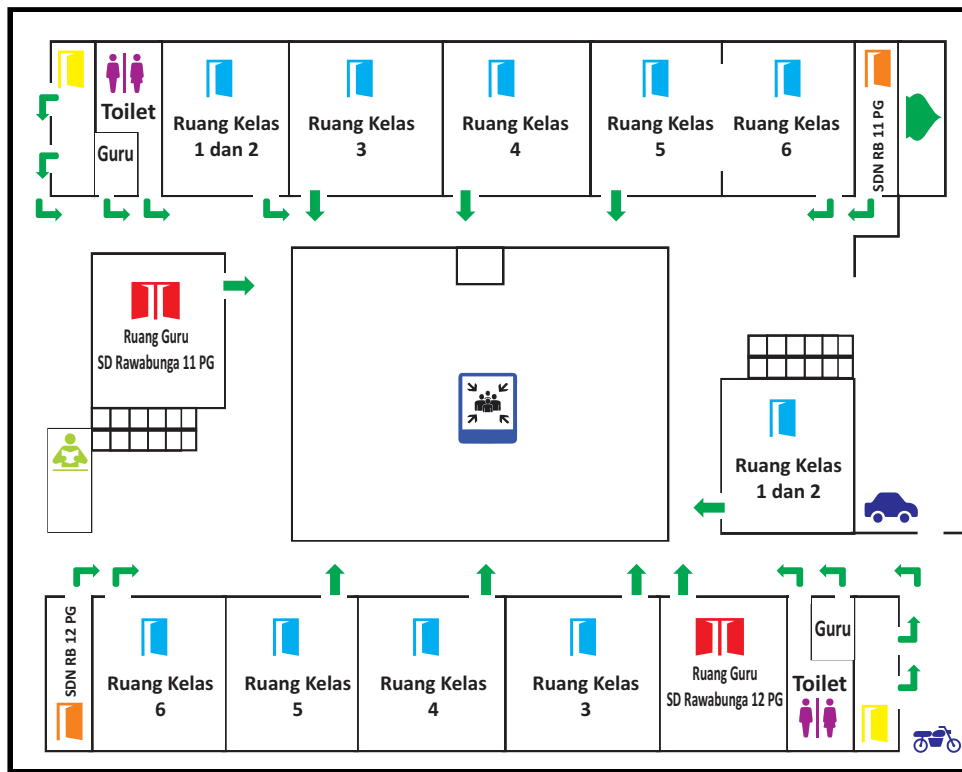 Toilet
Guru
Ruang Kelas
1 dan 2
Ruang Kelas
3
Ruang Kelas
4
Ruang Kelas
5
Ruang Kelas
6
SDN RB 11 PG
Ruang Guru
SD Rawabunga 11 PG
Ruang Kelas
1 dan 2
SDN RB 12 PG
Ruang Kelas
6
Ruang Kelas
5
Ruang Kelas
4
Ruang Kelas
3
Ruang Guru
SD Rawabunga 12 PG
Guru
Toilet